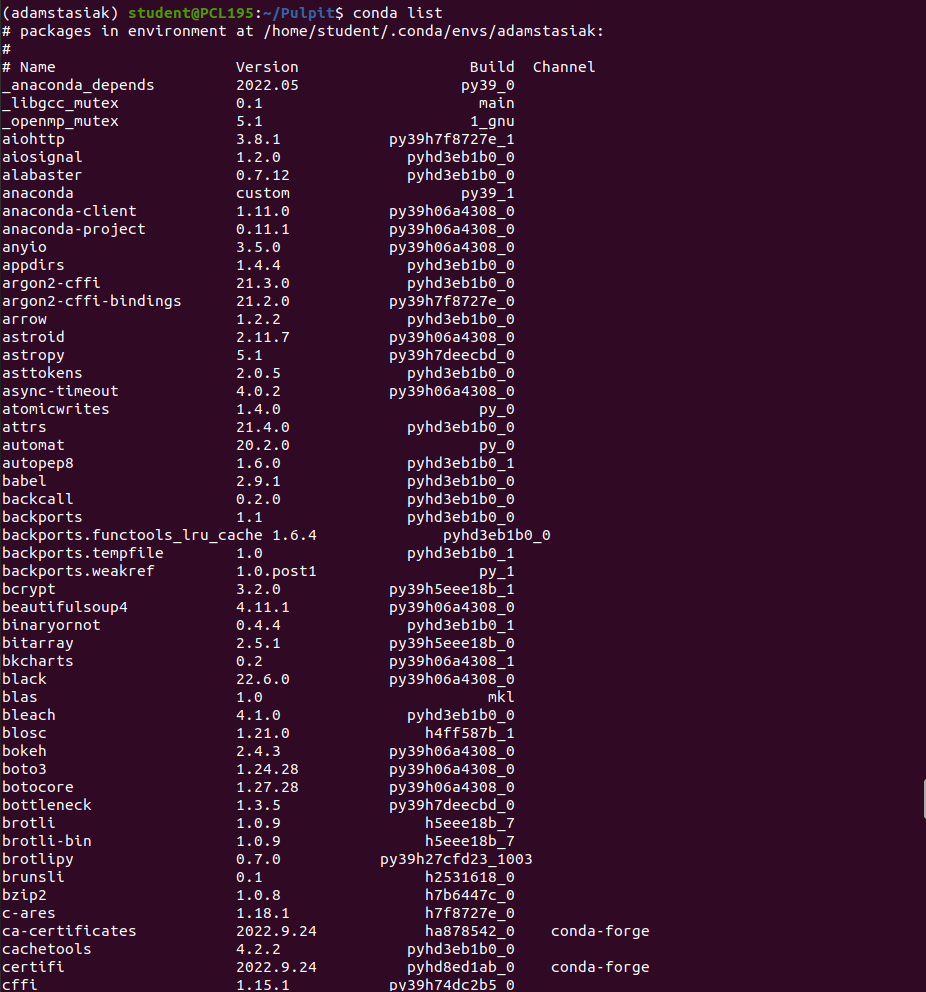 (adamstasiak) student@PCL195:~/Pulpit$ conda list
# packages in environment at /home/student/.conda/envs/adamstasiak:
#
# Name                    Version                   Build  Channel
_anaconda_depends         2022.05                  py39_0
_libgcc_mutex             0.1                        main
_openmp_mutex             5.1                       1_gnu
aiohttp                   3.8.1            py39h7f8727e_1
aiosignal                 1.2.0              pyhd3eb1b0_0
alabaster                 0.7.12             pyhd3eb1b0_0
anaconda                  custom                   py39_1
anaconda-client           1.11.0           py39h06a4308_0
anaconda-project          0.11.1           py39h06a4308_0
anyio                     3.5.0            py39h06a4308_0
appdirs                   1.4.4              pyhd3eb1b0_0
argon2-cffi               21.3.0             pyhd3eb1b0_0
argon2-cffi-bindings      21.2.0           py39h7f8727e_0
arrow                     1.2.2              pyhd3eb1b0_0
astroid                   2.11.7           py39h06a4308_0
astropy                   5.1              py39h7deecbd_0
asttokens                 2.0.5              pyhd3eb1b0_0
async-timeout             4.0.2            py39h06a4308_0
atomicwrites              1.4.0                      py_0
attrs                     21.4.0             pyhd3eb1b0_0
automat                   20.2.0                     py_0
autopep8                  1.6.0              pyhd3eb1b0_1
babel                     2.9.1              pyhd3eb1b0_0
backcall                  0.2.0              pyhd3eb1b0_0
backports                 1.1                pyhd3eb1b0_0
backports.functools_lru_cache 1.6.4              pyhd3eb1b0_0
backports.tempfile        1.0                pyhd3eb1b0_1
backports.weakref         1.0.post1                  py_1
bcrypt                    3.2.0            py39h5eee18b_1
beautifulsoup4            4.11.1           py39h06a4308_0
binaryornot               0.4.4              pyhd3eb1b0_1
bitarray                  2.5.1            py39h5eee18b_0
bkcharts                  0.2              py39h06a4308_1
black                     22.6.0           py39h06a4308_0
blas                      1.0                         mkl
bleach                    4.1.0              pyhd3eb1b0_0
blosc                     1.21.0               h4ff587b_1
bokeh                     2.4.3            py39h06a4308_0
boto3                     1.24.28          py39h06a4308_0
botocore                  1.27.28          py39h06a4308_0
bottleneck                1.3.5            py39h7deecbd_0
brotli                    1.0.9                h5eee18b_7
brotli-bin                1.0.9                h5eee18b_7
brotlipy                  0.7.0           py39h27cfd23_1003
brunsli                   0.1                  h2531618_0
bzip2                     1.0.8                h7b6447c_0
c-ares                    1.18.1               h7f8727e_0
ca-certificates           2022.9.24            ha878542_0    conda-forge
cachetools                4.2.2              pyhd3eb1b0_0
certifi                   2022.9.24          pyhd8ed1ab_0    conda-forge
cffi                      1.15.1           py39h74dc2b5_0